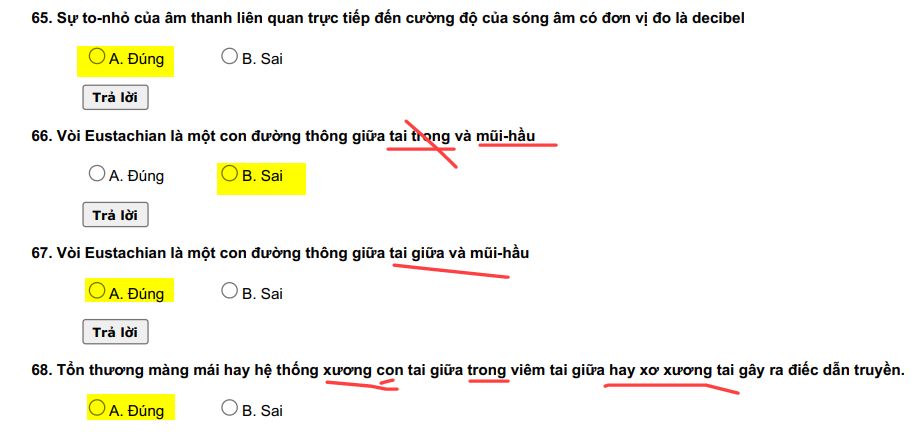 65. Sự to-nhỏ của âm thanh liên quan trực tiếp đến cường độ của sóng âm có đơn vị đo là decibel
A. Đúng B. Sai
Trả lời
66. Vòi Eustachian là một con đường thông giữa tai trong và mũi-hầu
A. Đúng B. Sai
Trả lời
67. Vòi Eustachian là một con đường thông giữa tai giữa và mũi-hầu
A. Đúng B. Sai
Trả lời
68. Tổn thương màng mái hay hệ thống xương con tai giữa trong viêm tai giữa hay xơ xương tai gây ra điếc dẫn truyền.
A. Đúng B. Sai